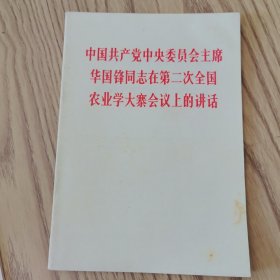 中国共产党中央委员会主席
华国锋同志在第二次全国
农业学大寨会议上的讲话